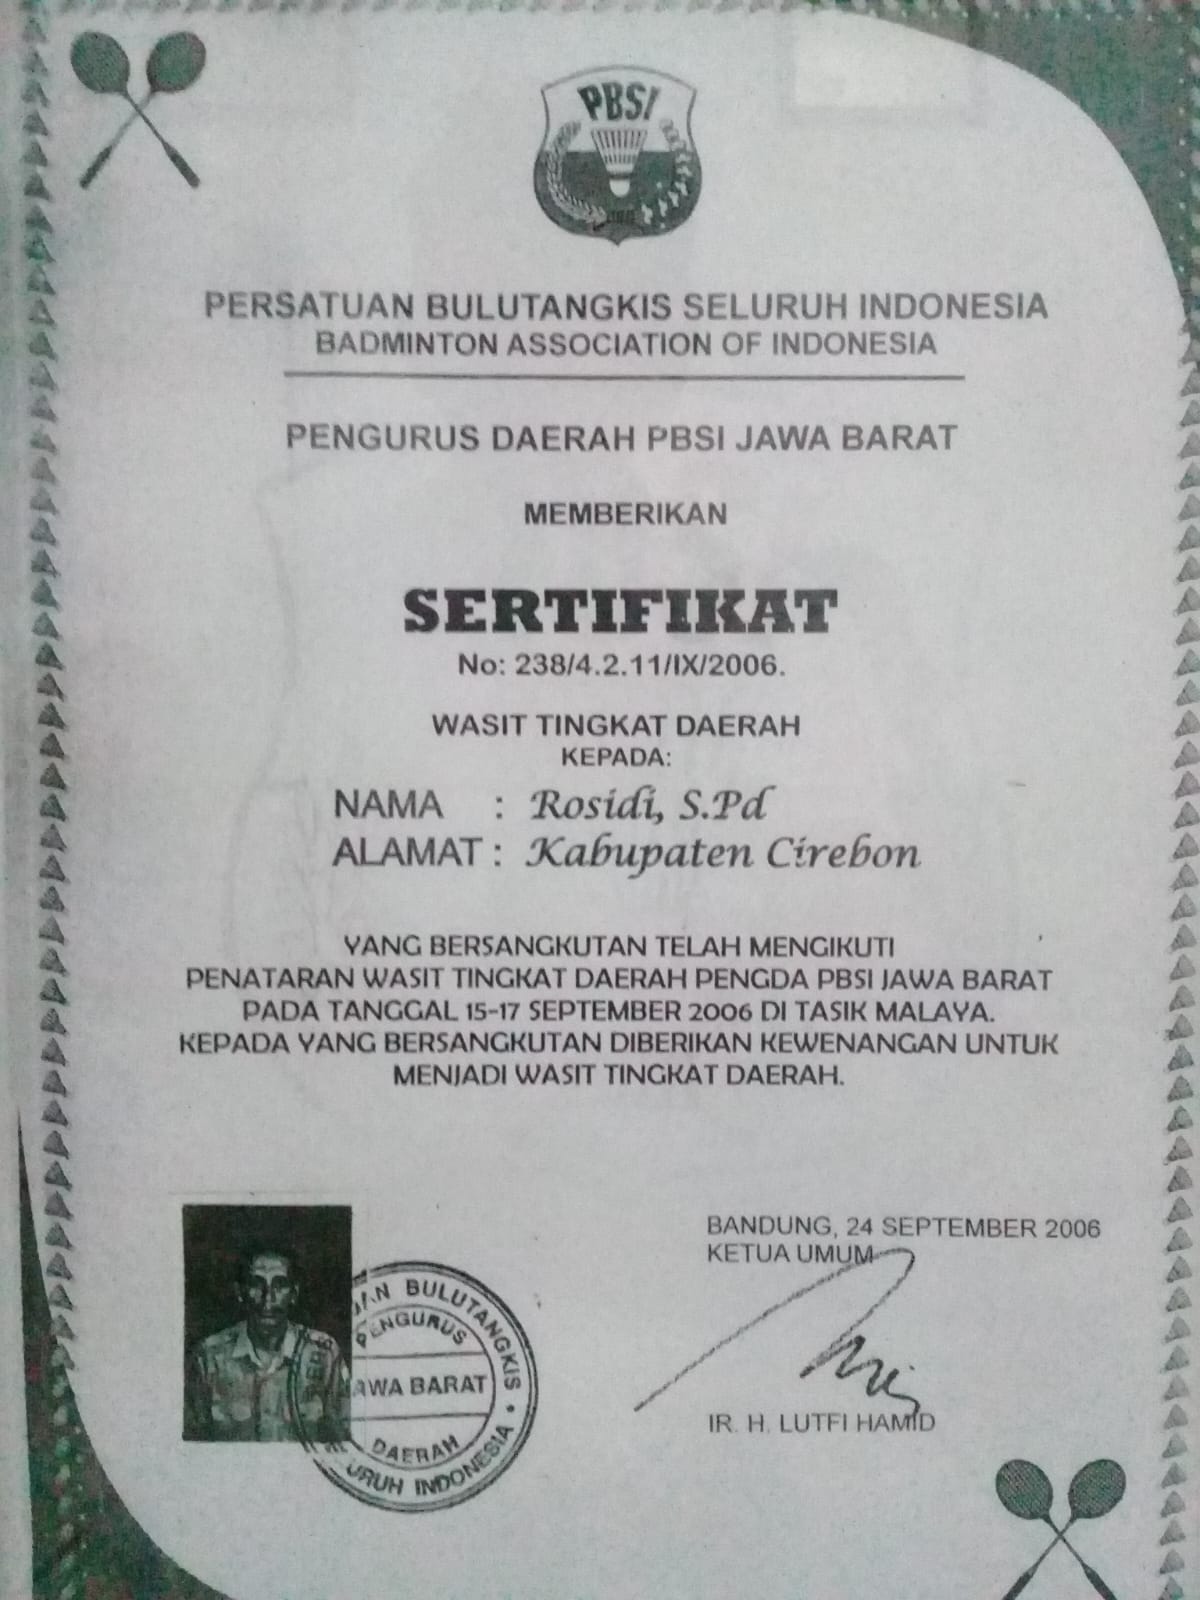 PBSI
PERSATUAN BULUTANGKIS SELURUH INDONESIA
BADMINTON ASSOCIATION OF INDONESIA
PENGURUS DAERAH PBSI JAWA BARAT
MEMBERIKAN
SERTIFIKAT
No: 238/4.2.11/IX/2006.
WASIT TINGKAT DAERAH
KEPADA:
NAMA : Rosidi, S.Pd
ALAMAT : Kabupaten Cirebon
YANG BERSANGKUTAN TELAH MENGIKUTI
PENATARAN WASIT TINGKAT DAERAH PENGDA PBSI JAWA BARAT
PADA TANGGAL 15-17 SEPTEMBER 2006 DI TASIK MALAYA.
KEPADA YANG BERSANGKUTAN DIBERIKAN KEWENANGAN UNTUK
MENJADI WASIT TINGKAT DAERAH.
BANDUNG, 24 SEPTEMBER 2006
KETUA UMUM
IR. H. LUTFI HAMID
BULUTANGKIS
PENGURUS
JAWA BARAT
DAERAH
INDONESIA